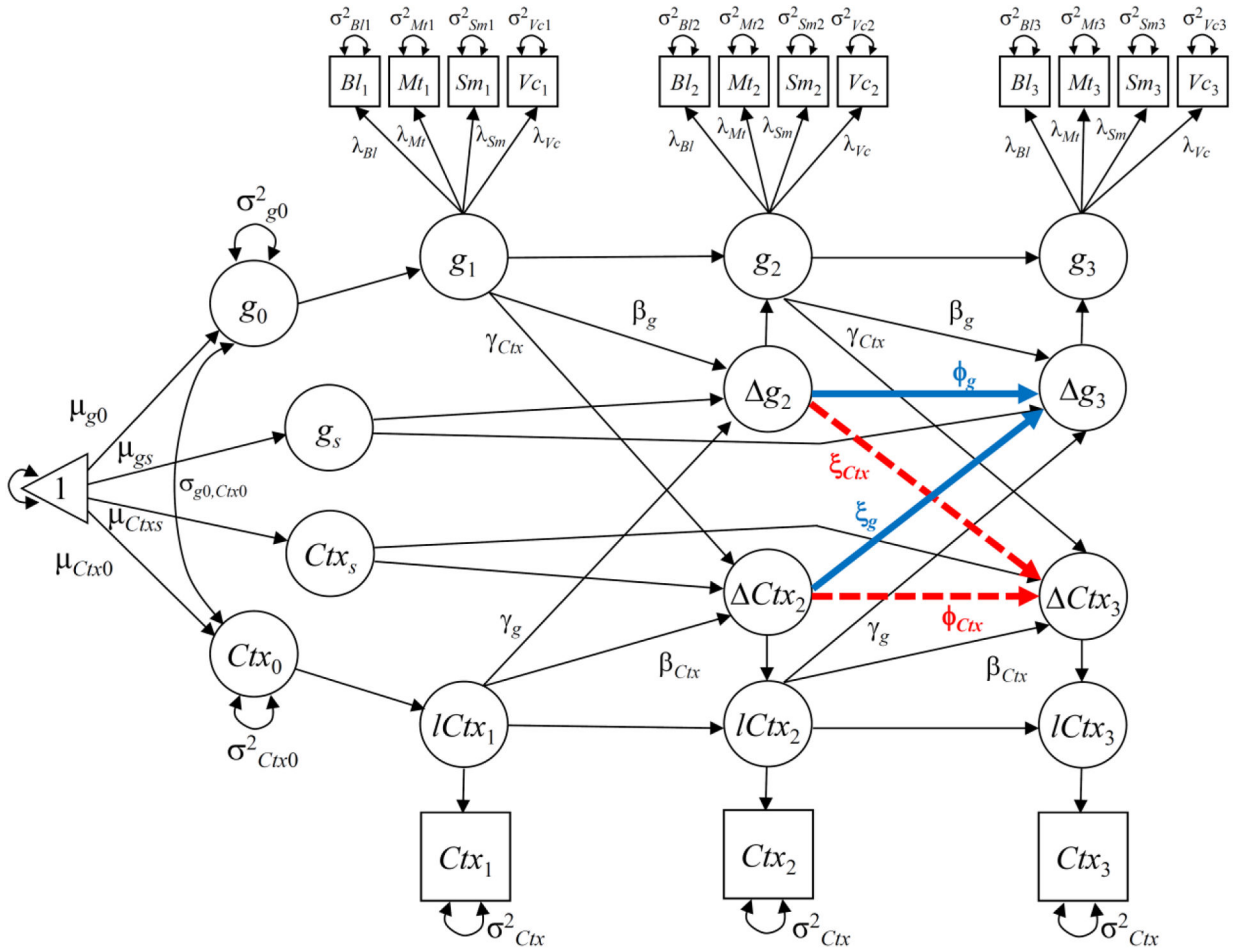 σ²Bl1 σ²Mt1 σ²Sm1 σ²Vc1 σ²Bl2 σ²Mt2 σ²Sm2 σ²Vc2 σ²Bl3 σ²Mt3 σ²Sm3 σ²Vc3
Bl₁ Mt₁ Sm₁ Vc₁ Bl₂ Mt₂ Sm₂ Vc₂ Bl₃ Mt₃ Sm₃ Vc₃
λBl λMt λSm λVc λBl λMt λSm λVc λBl λMt λSm λVc
σ²g0
g₁ g₂ g₃
g₀
βg βg
γCtx γCtx
Δg₂ ϕg Δg₃
μg0
gs
μgs
ξCtx
1 σg0,Ctx0
ξg
μCtxs
Ctxs
μCtx0
ΔCtx₂ ΔCtx₃
ϕCtx
γg γg
Ctx₀
βCtx βCtx
lCtx₁ lCtx₂ lCtx₃
σ²Ctx0
Ctx₁ Ctx₂ Ctx₃
σ²Ctx σ²Ctx σ²Ctx